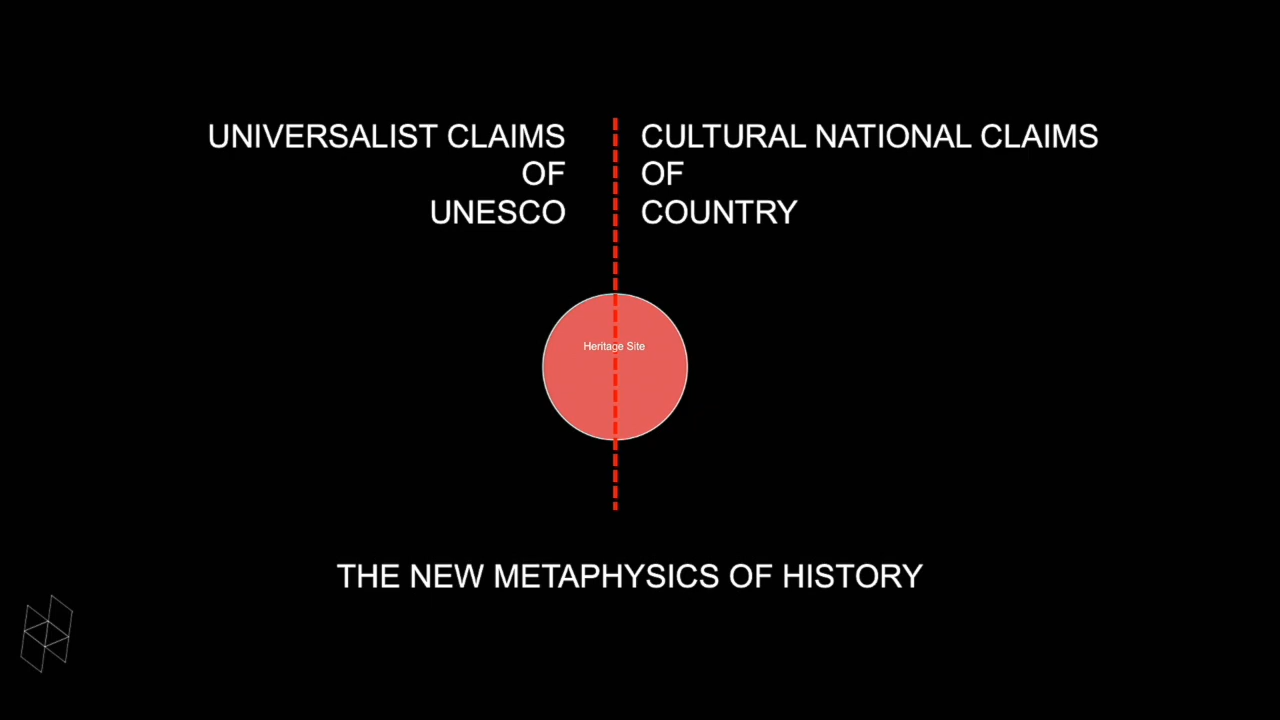 UNIVERSALIST CLAIMS
OF
UNESCO
CULTURAL NATIONAL CLAIMS
OF
COUNTRY
Heritage Site
THE NEW METAPHYSICS OF HISTORY